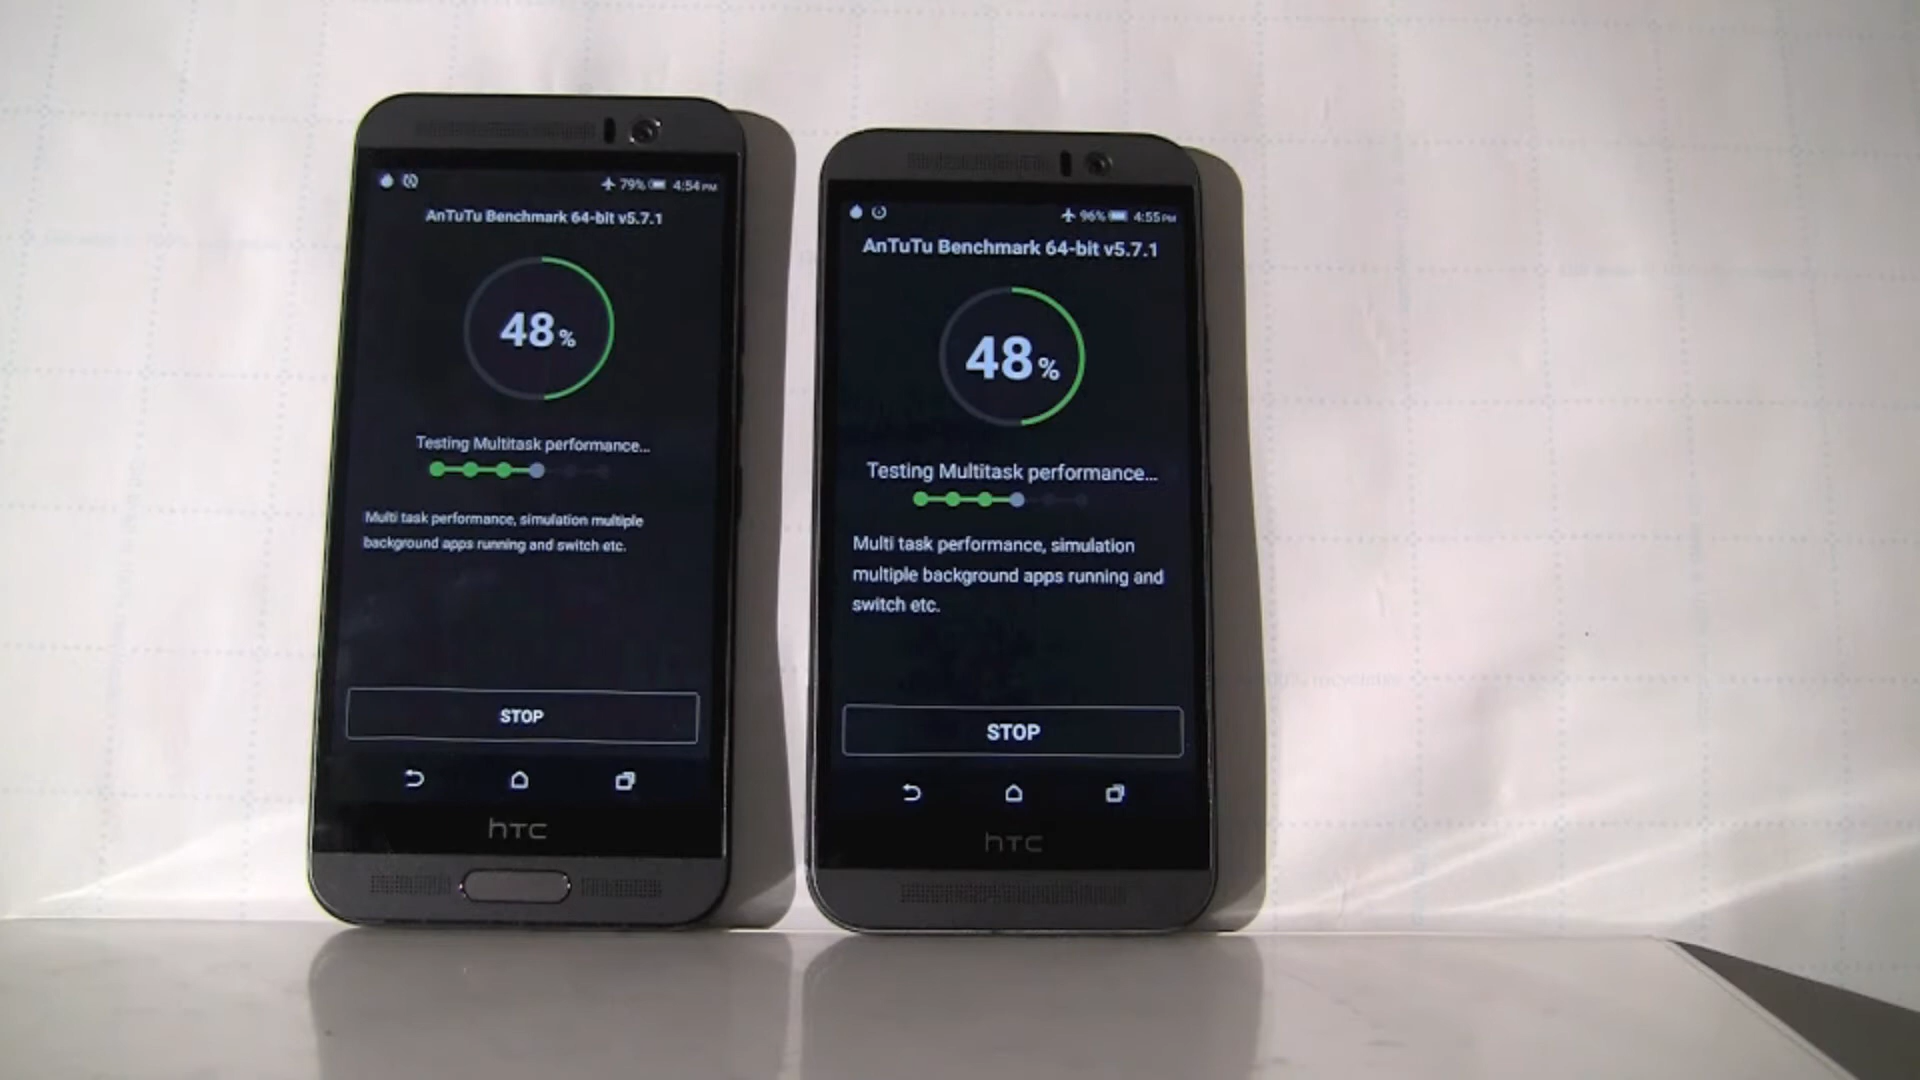 79% 4:54 PM
AnTuTu Benchmark 64-bit v5.7.1
48%
Testing Multitask performance...
Multi task performance, simulation multiple
background apps running and switch etc.
STOP
hTC
96% 4:55 PM
AnTuTu Benchmark 64-bit v5.7.1
48%
Testing Multitask performance...
Multi task performance, simulation
multiple background apps running and
switch etc.
STOP
hTC